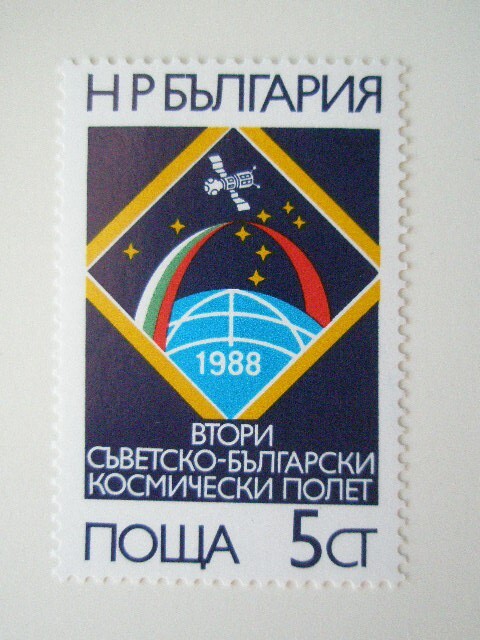 НР БЪЛГАРИЯ
1988
ВТОРИ
СЪВЕТСКО-БЪЛГАРСКИ
КОСМИЧЕСКИ ПОЛЕТ
ПОЩА 5 СТ